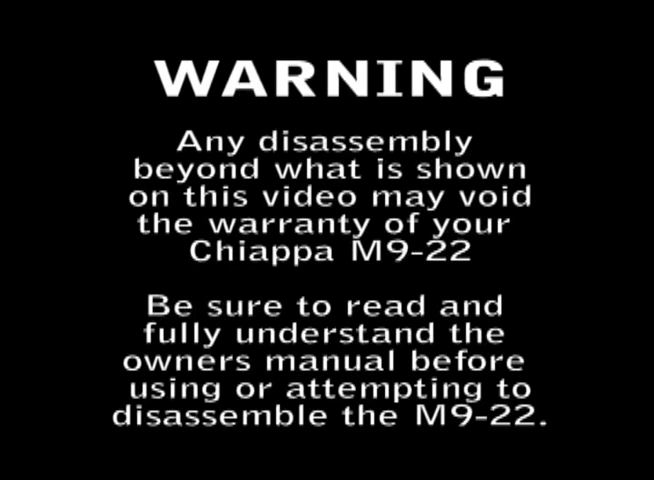 WARNING
Any disassembly
beyond what is shown
on this video may void
the warranty of your
Chiappa M9-22
Be sure to read and
fully understand the
owners manual before
using or attempting to
disassemble the M9-22.